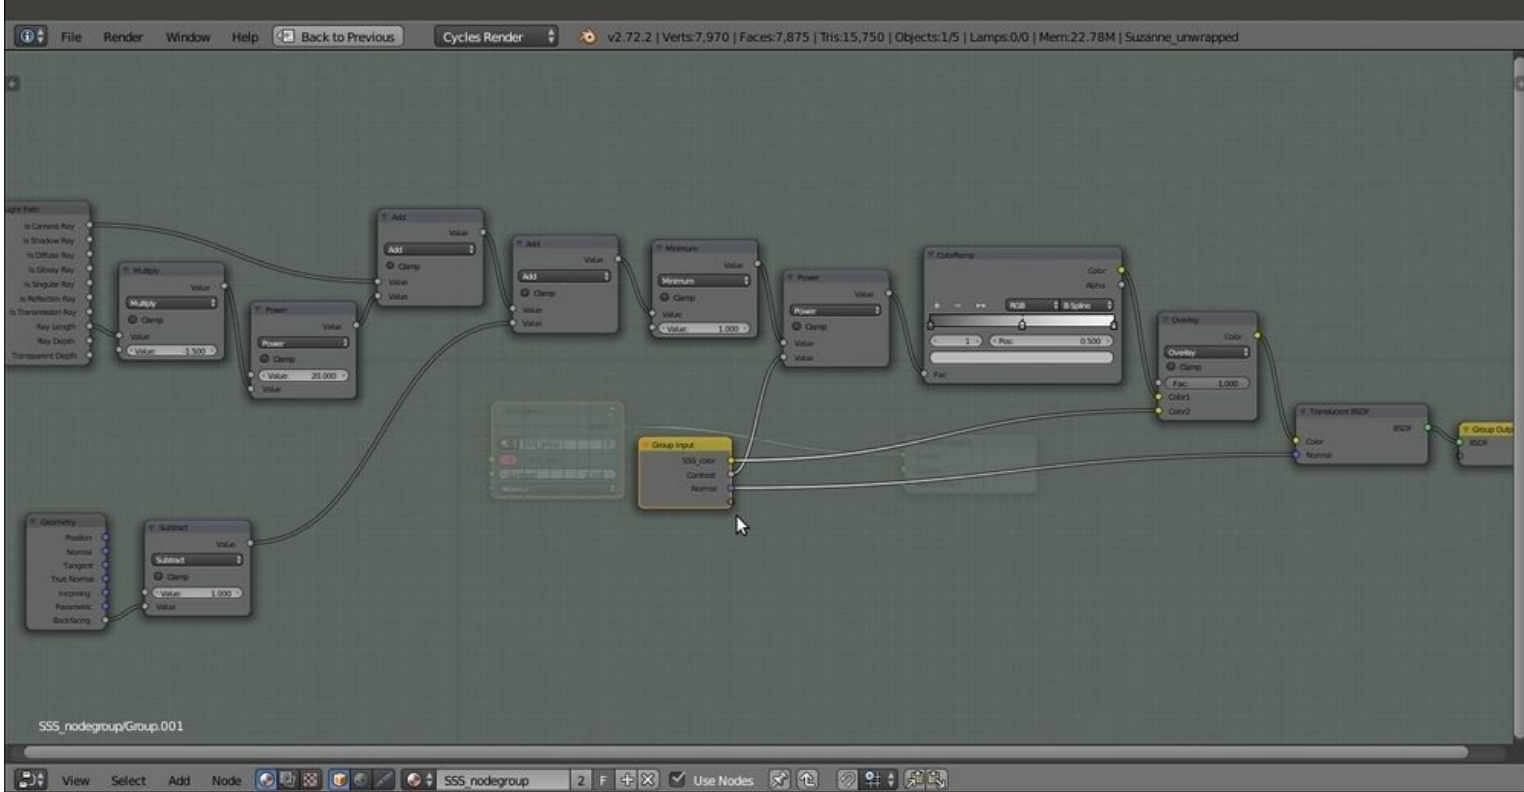 File Render Window Help Back to Previous Cycles Render v2.72.2 | Verts:7,970 | Faces:7,875 | Tris:15,750 | Objects:1/5 | Lamps:0/0 | Mem:22.78M | Suzanne_unwrapped
Light Path
Is Camera Ray
Is Shadow Ray
Is Diffuse Ray
Is Glossy Ray
Is Singular Ray
Is Reflection Ray
Is Transmission Ray
Ray Length
Ray Depth
Transparent Depth
Multiply
Value
Multiply
Clamp
Value
Value: -1.500
Power
Value
Power
Clamp
Value: 20.000
Value
Add
Value
Add
Clamp
Value
Value
Add
Value
Add
Clamp
Value
Value
Minimum
Value
Minimum
Clamp
Value
Value: 1.000
Power
Value
Power
Clamp
Value
Value
ColorRamp
Color
Alpha
RGB B-Spline
1 Pos: 0.500
Fac
Overlay
Color
Overlay
Clamp
Fac: 1.000
Color1
Color2
Translucent BSDF
BSDF
Color
Normal
Group Outp
BSDF
Group Input
SSS_color
Contrast
Normal
Geometry
Position
Normal
Tangent
True Normal
Incoming
Parametric
Backfacing
Subtract
Value
Subtract
Clamp
Value: 1.000
Value
SSS_nodegroup/Group.001
View Select Add Node SSS_nodegroup 2 F Use Nodes